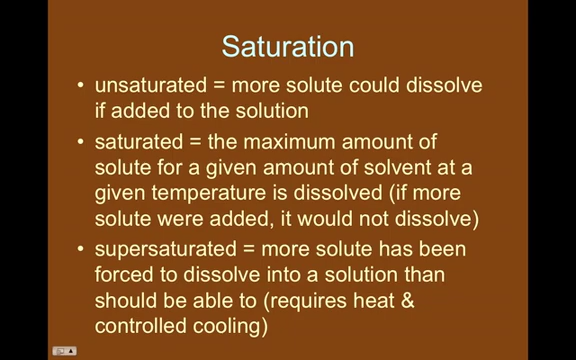 Saturation
• unsaturated = more solute could dissolve
if added to the solution
• saturated = the maximum amount of
solute for a given amount of solvent at a
given temperature is dissolved (if more
solute were added, it would not dissolve)
• supersaturated = more solute has been
forced to dissolve into a solution than
should be able to (requires heat &
controlled cooling)